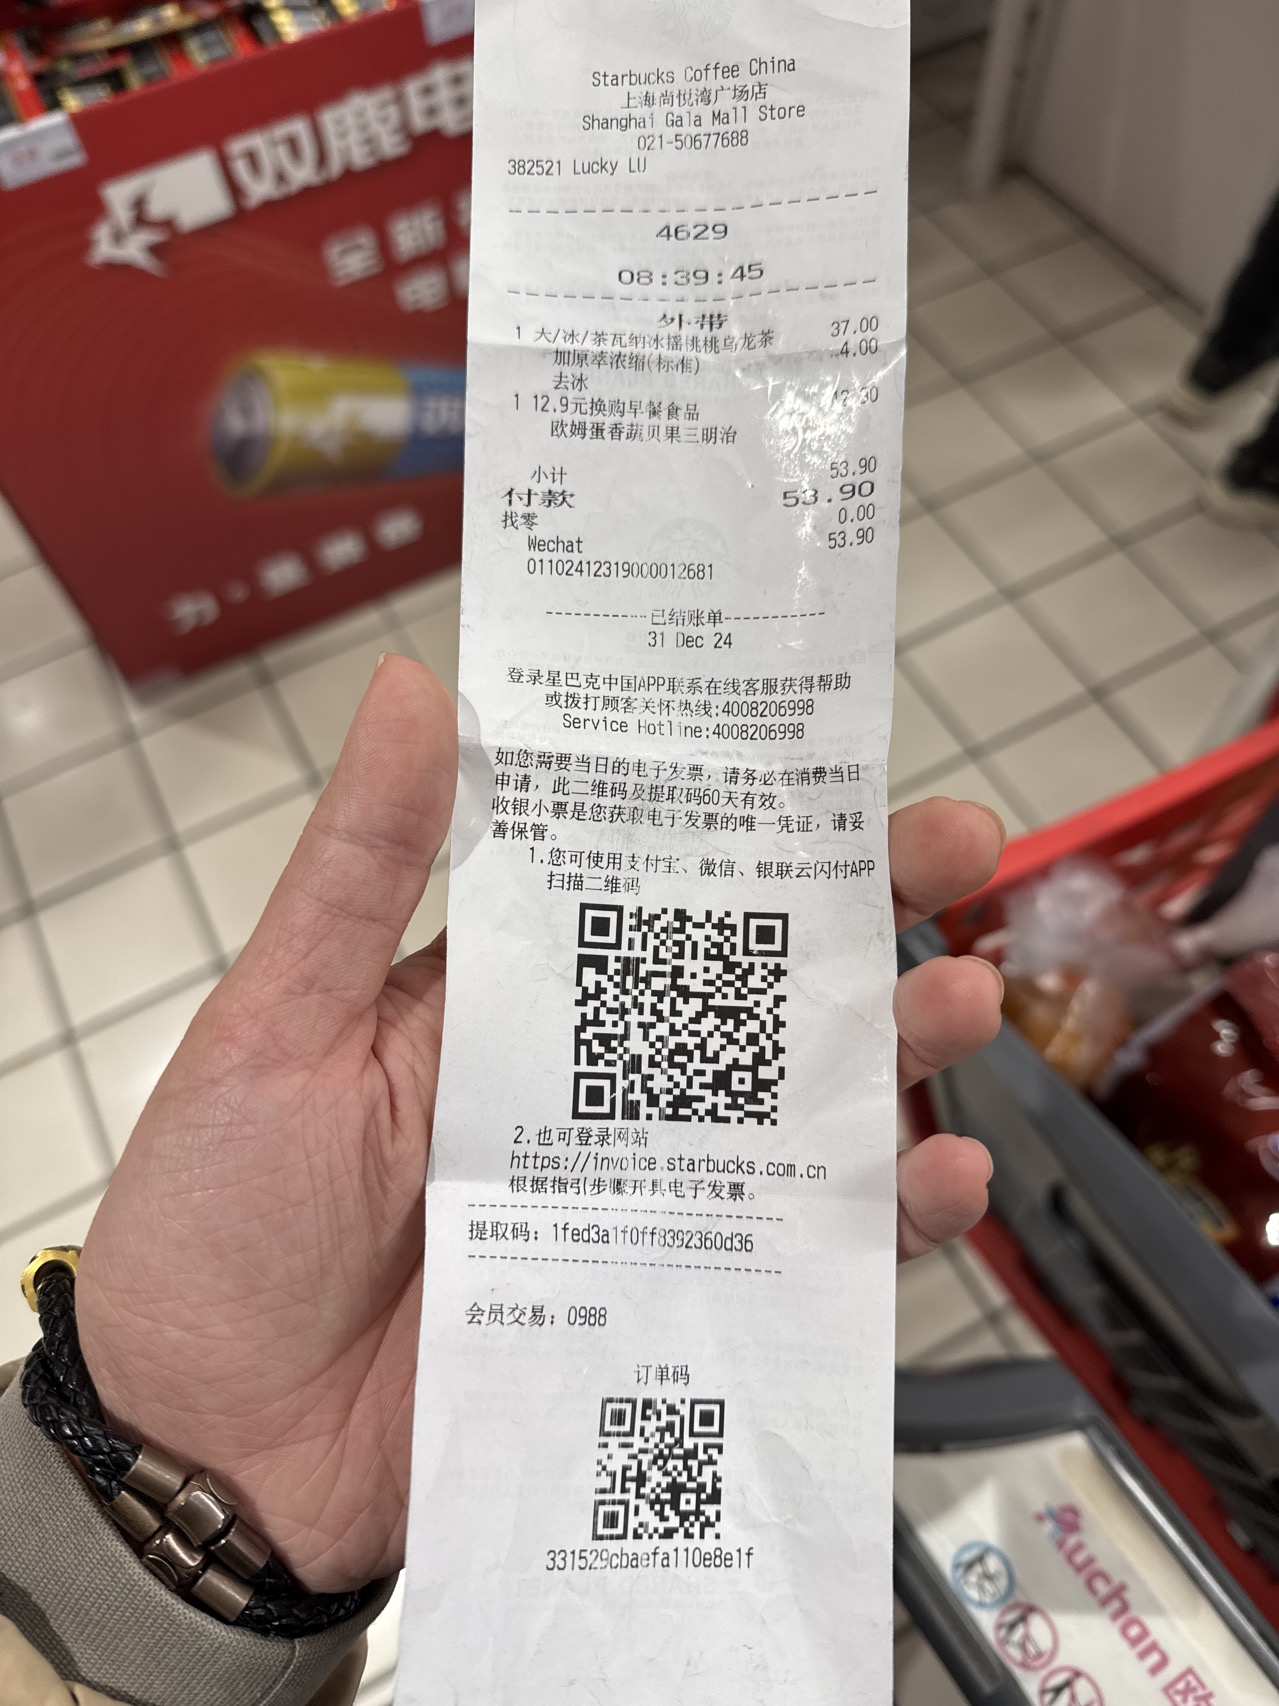 Starbucks Coffee China
上海尚悦湾广场店
Shanghai Gala Mall Store
021-50677688
382521 Lucky LU
4629
08:39:45
外带
1 大/冰/茶瓦纳冰摇桃桃乌龙茶 37.00
加原萃浓缩(标准) 4.00
去冰
1 12.9元换购早餐食品
欧姆蛋香蔬贝果三明治
小计 53.90
付款 53.90
找零 0.00
Wechat 53.90
01102412319000012681
已结账单
31 Dec 24
登录星巴克中国APP联系在线客服获得帮助
或拨打顾客关怀热线:4008206998
Service Hotline:4008206998
如您需要当日的电子发票，请务必在消费当日
申请，此二维码及提取码60天有效。
收银小票是您获取电子发票的唯一凭证，请妥
善保管。
1.您可使用支付宝、微信、银联云闪付APP
扫描二维码
2.也可登录网站
https://invoice.starbucks.com.cn
根据指引步骤开具电子发票。
提取码：1fed3a1f0ff8392360d36
会员交易：0988
订单码
331529cbaefa110e8e1f
双鹿电
全新
Auchan 欧